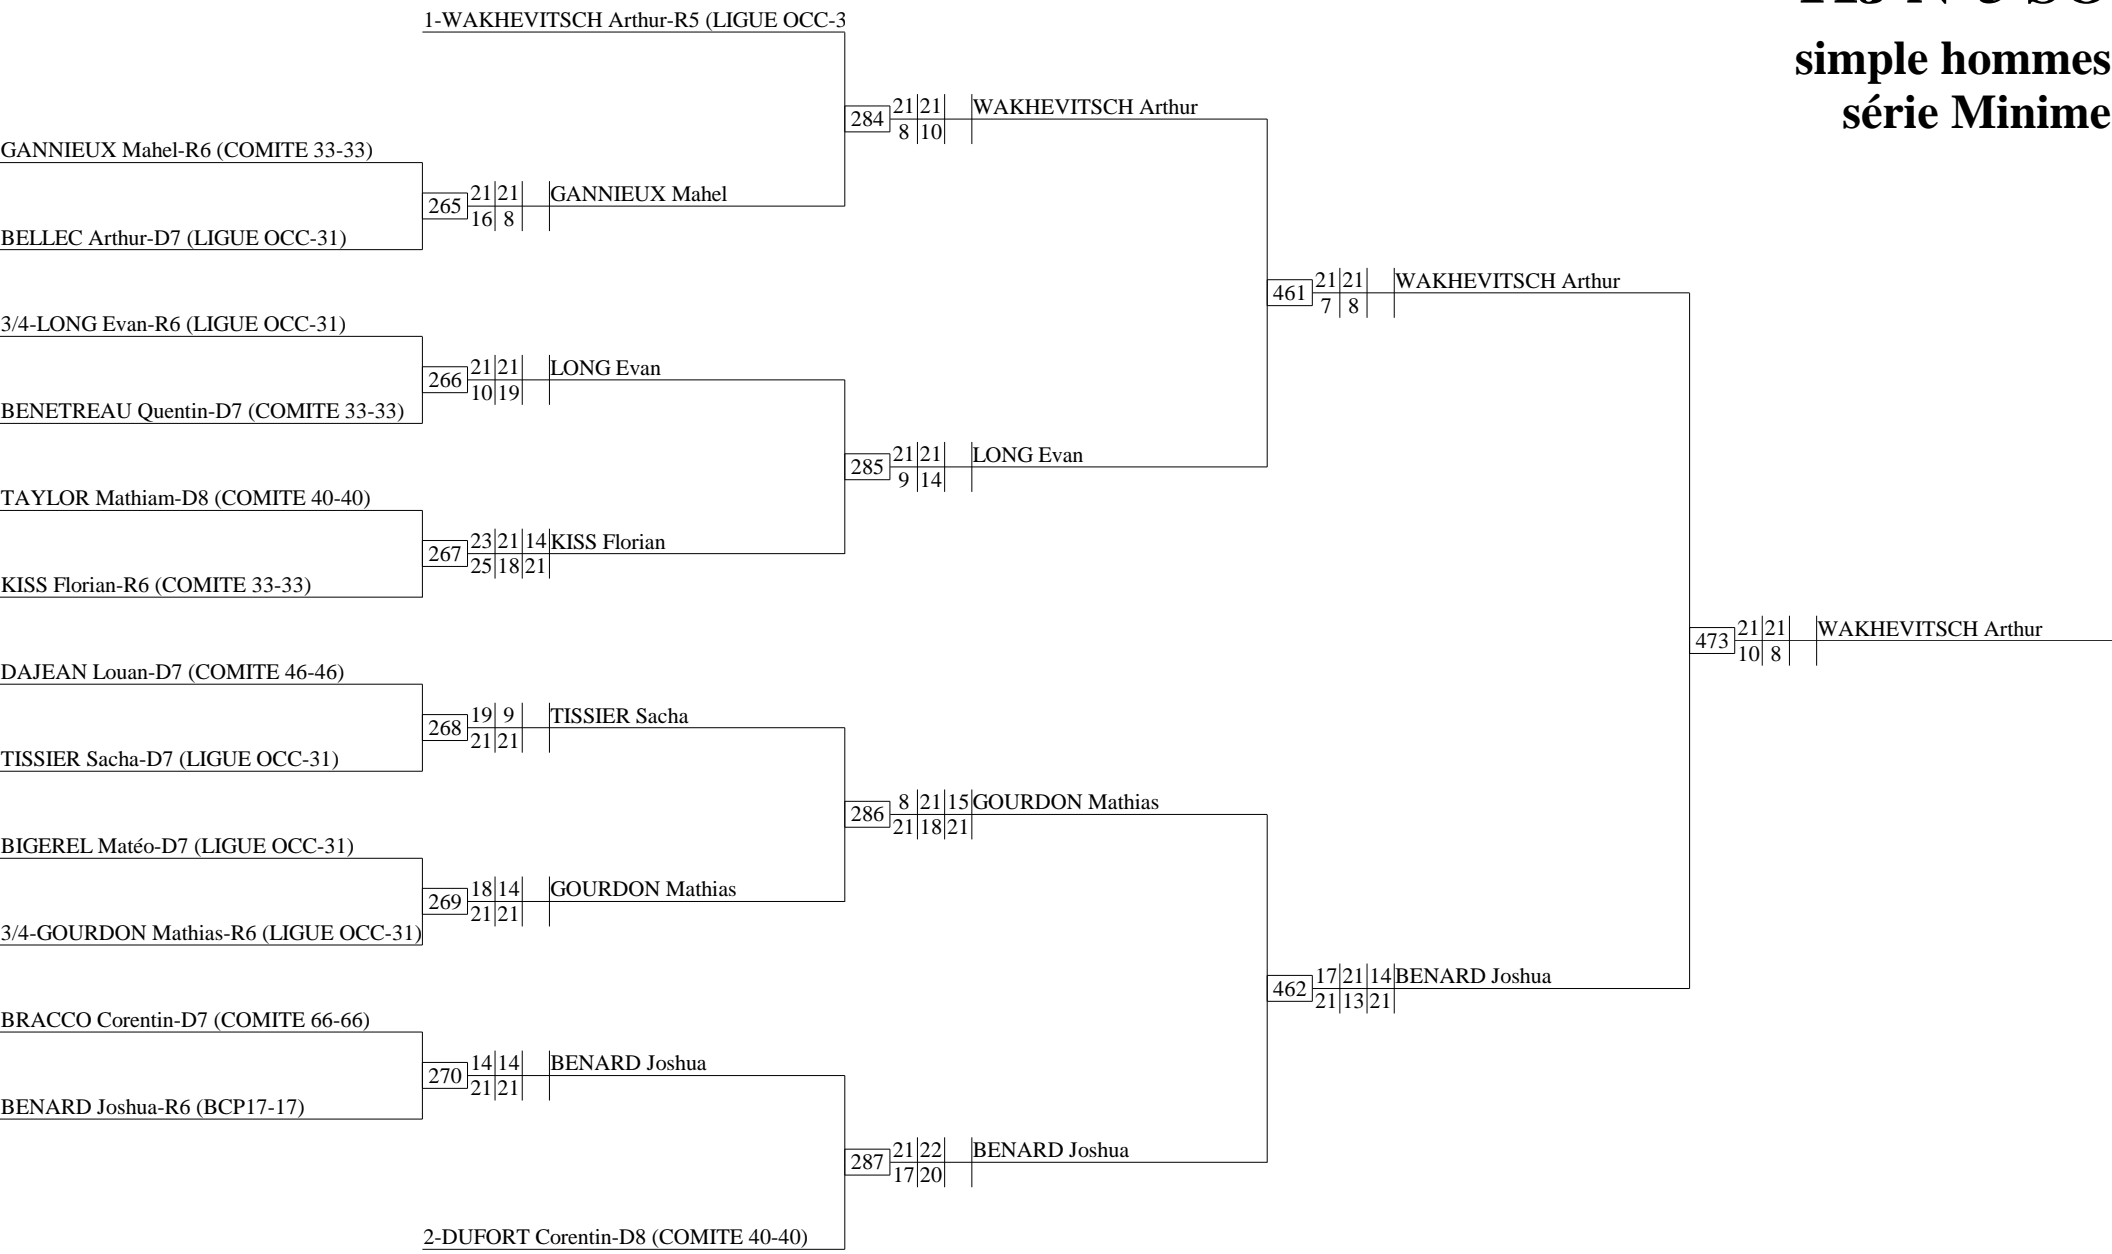 simple hommes
série Minime
1-WAKHEVITSCH Arthur-R5 (LIGUE OCC-3
284 21 21 WAKHEVITSCH Arthur
8 10
GANNIEUX Mahel-R6 (COMITE 33-33)
265 21 21 GANNIEUX Mahel
16 8
BELLEC Arthur-D7 (LIGUE OCC-31)
461 21 21 WAKHEVITSCH Arthur
7 8
3/4-LONG Evan-R6 (LIGUE OCC-31)
266 21 21 LONG Evan
10 19
BENETREAU Quentin-D7 (COMITE 33-33)
285 21 21 LONG Evan
9 14
TAYLOR Mathiam-D8 (COMITE 40-40)
267 23 21 14 KISS Florian
25 18 21
KISS Florian-R6 (COMITE 33-33)
473 21 21 WAKHEVITSCH Arthur
10 8
DAJEAN Louan-D7 (COMITE 46-46)
268 19 9 TISSIER Sacha
21 21
TISSIER Sacha-D7 (LIGUE OCC-31)
286 8 21 15 GOURDON Mathias
21 18 21
BIGEREL Matéo-D7 (LIGUE OCC-31)
269 18 14 GOURDON Mathias
21 21
3/4-GOURDON Mathias-R6 (LIGUE OCC-31)
462 17 21 14 BENARD Joshua
21 13 21
BRACCO Corentin-D7 (COMITE 66-66)
270 14 14 BENARD Joshua
21 21
BENARD Joshua-R6 (BCP17-17)
287 21 22 BENARD Joshua
17 20
2-DUFORT Corentin-D8 (COMITE 40-40)